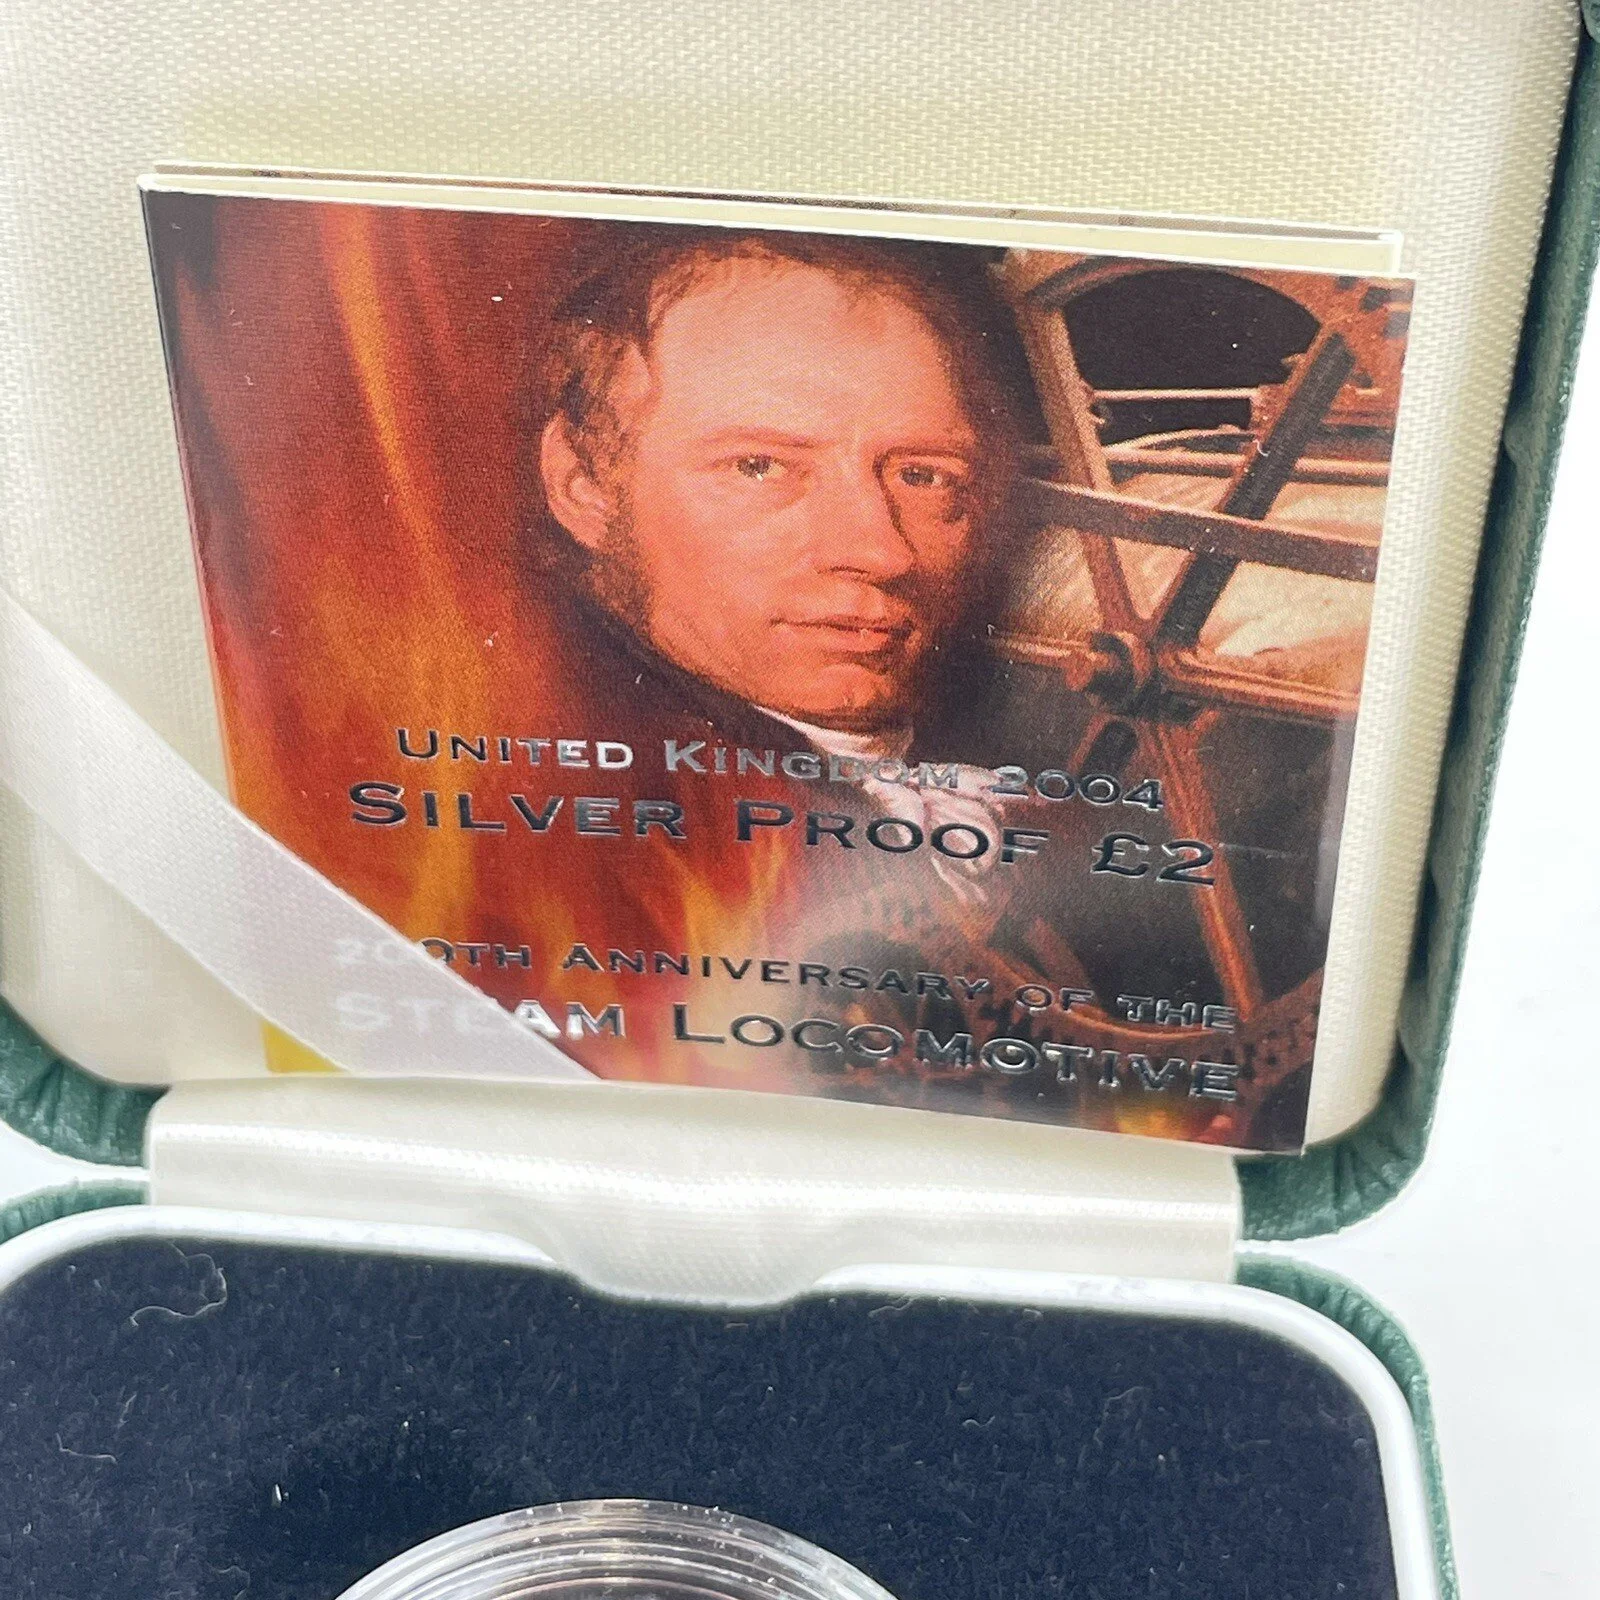 UNITED KINGDOM 2004
SILVER PROOF £2
200TH ANNIVERSARY OF THE
STEAM LOCOMOTIVE